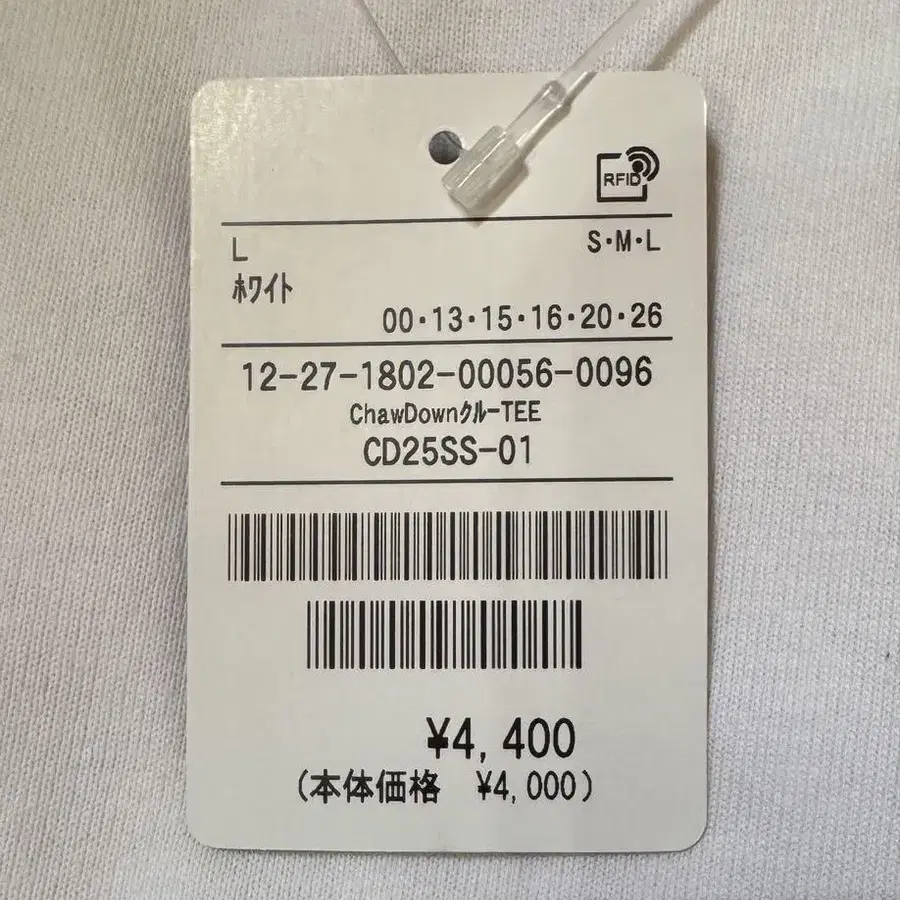 RFID
L
S・M・L
ホワイト
00・13・15・16・20・26
12-27-1802-00056-0096
ChawDownクルーTEE
CD25SS-01
¥4,400
(本体価格 ¥4,000)